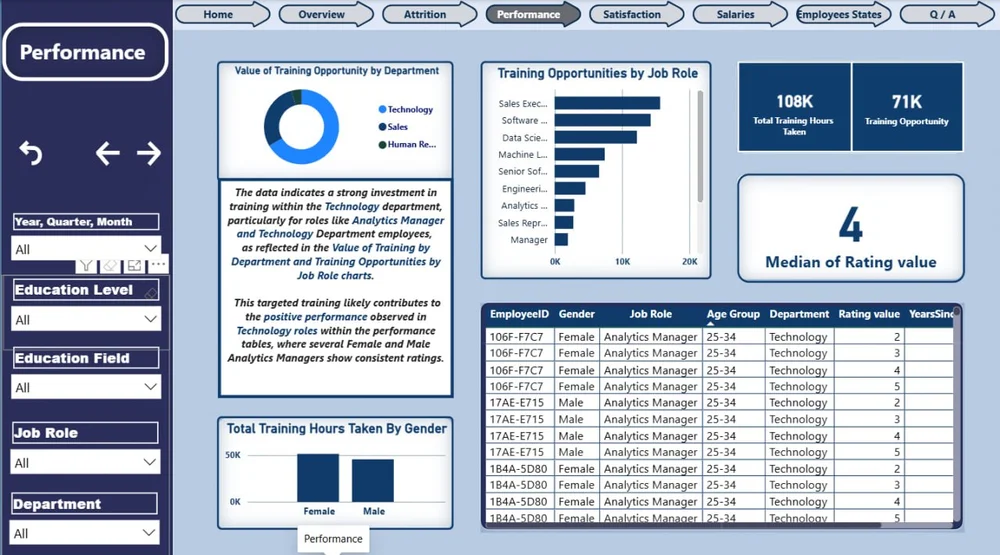 Home
Overview
Attrition
Performance
Satisfaction
Salaries
Employees States
Q / A
Performance
Year, Quarter, Month
All
Education Level
All
Education Field
All
Job Role
All
Department
All
Value of Training Opportunity by Department
Technology
Sales
Human Re...
The data indicates a strong investment in
training within the Technology department,
particularly for roles like Analytics Manager
and Technology Department employees,
as reflected in the Value of Training by
Department and Training Opportunities by
Job Role charts.
This targeted training likely contributes to
the positive performance observed in
Technology roles within the performance
tables, where several Female and Male
Analytics Managers show consistent ratings.
Total Training Hours Taken By Gender
50K
0K
Female
Male
Performance
Training Opportunities by Job Role
Sales Exec...
Software ...
Data Scie...
Machine L...
Senior Sof...
Engineeri...
Analytics ...
Sales Repr...
Manager
0K 10K 20K
108K
Total Training Hours
Taken
71K
Training Opportunity
4
Median of Rating value
EmployeeID Gender Job Role Age Group Department Rating value YearsSinc
106F-F7C7 Female Analytics Manager 25-34 Technology 2
106F-F7C7 Female Analytics Manager 25-34 Technology 3
106F-F7C7 Female Analytics Manager 25-34 Technology 4
106F-F7C7 Female Analytics Manager 25-34 Technology 5
17AE-E715 Male Analytics Manager 25-34 Technology 2
17AE-E715 Male Analytics Manager 25-34 Technology 3
17AE-E715 Male Analytics Manager 25-34 Technology 4
17AE-E715 Male Analytics Manager 25-34 Technology 5
1B4A-5D80 Female Analytics Manager 25-34 Technology 2
1B4A-5D80 Female Analytics Manager 25-34 Technology 3
1B4A-5D80 Female Analytics Manager 25-34 Technology 4
1B4A-5D80 Female Analytics Manager 25-34 Technology 5